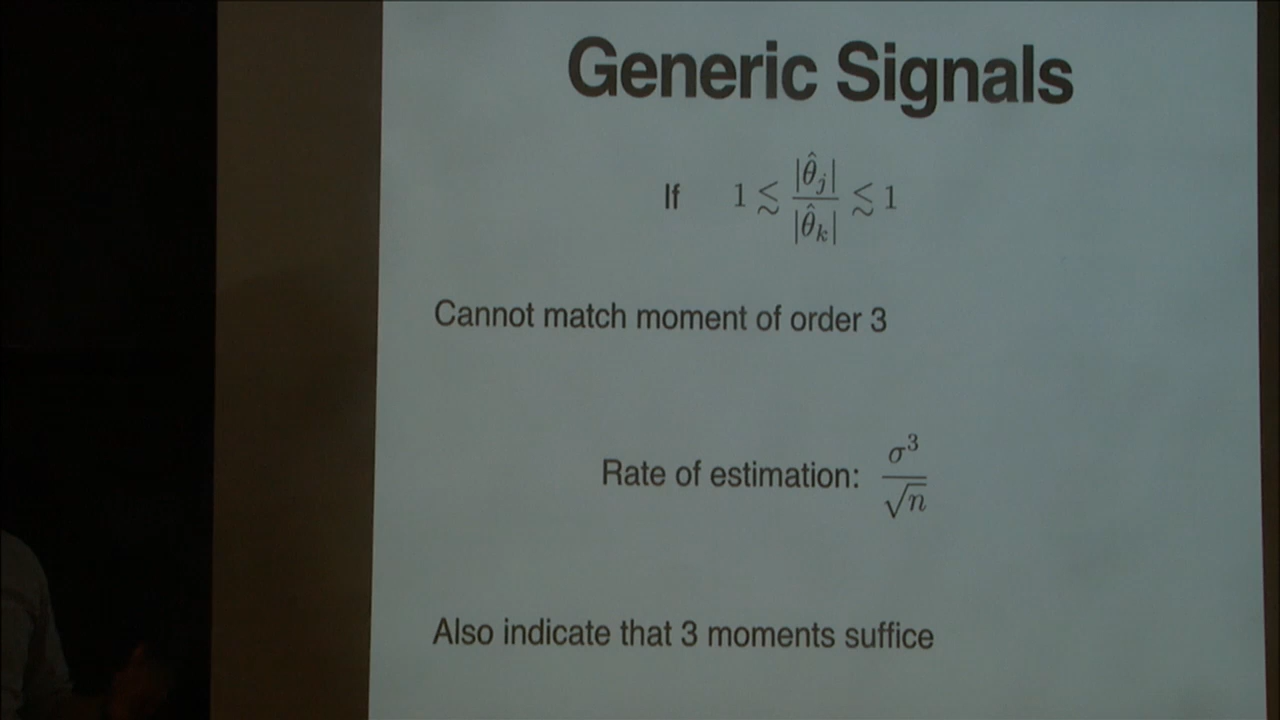 Generic Signals
If 1 ≲ |θ̂_j| / |θ̂_k| ≲ 1
Cannot match moment of order 3
Rate of estimation: σ³ / √n
Also indicate that 3 moments suffice